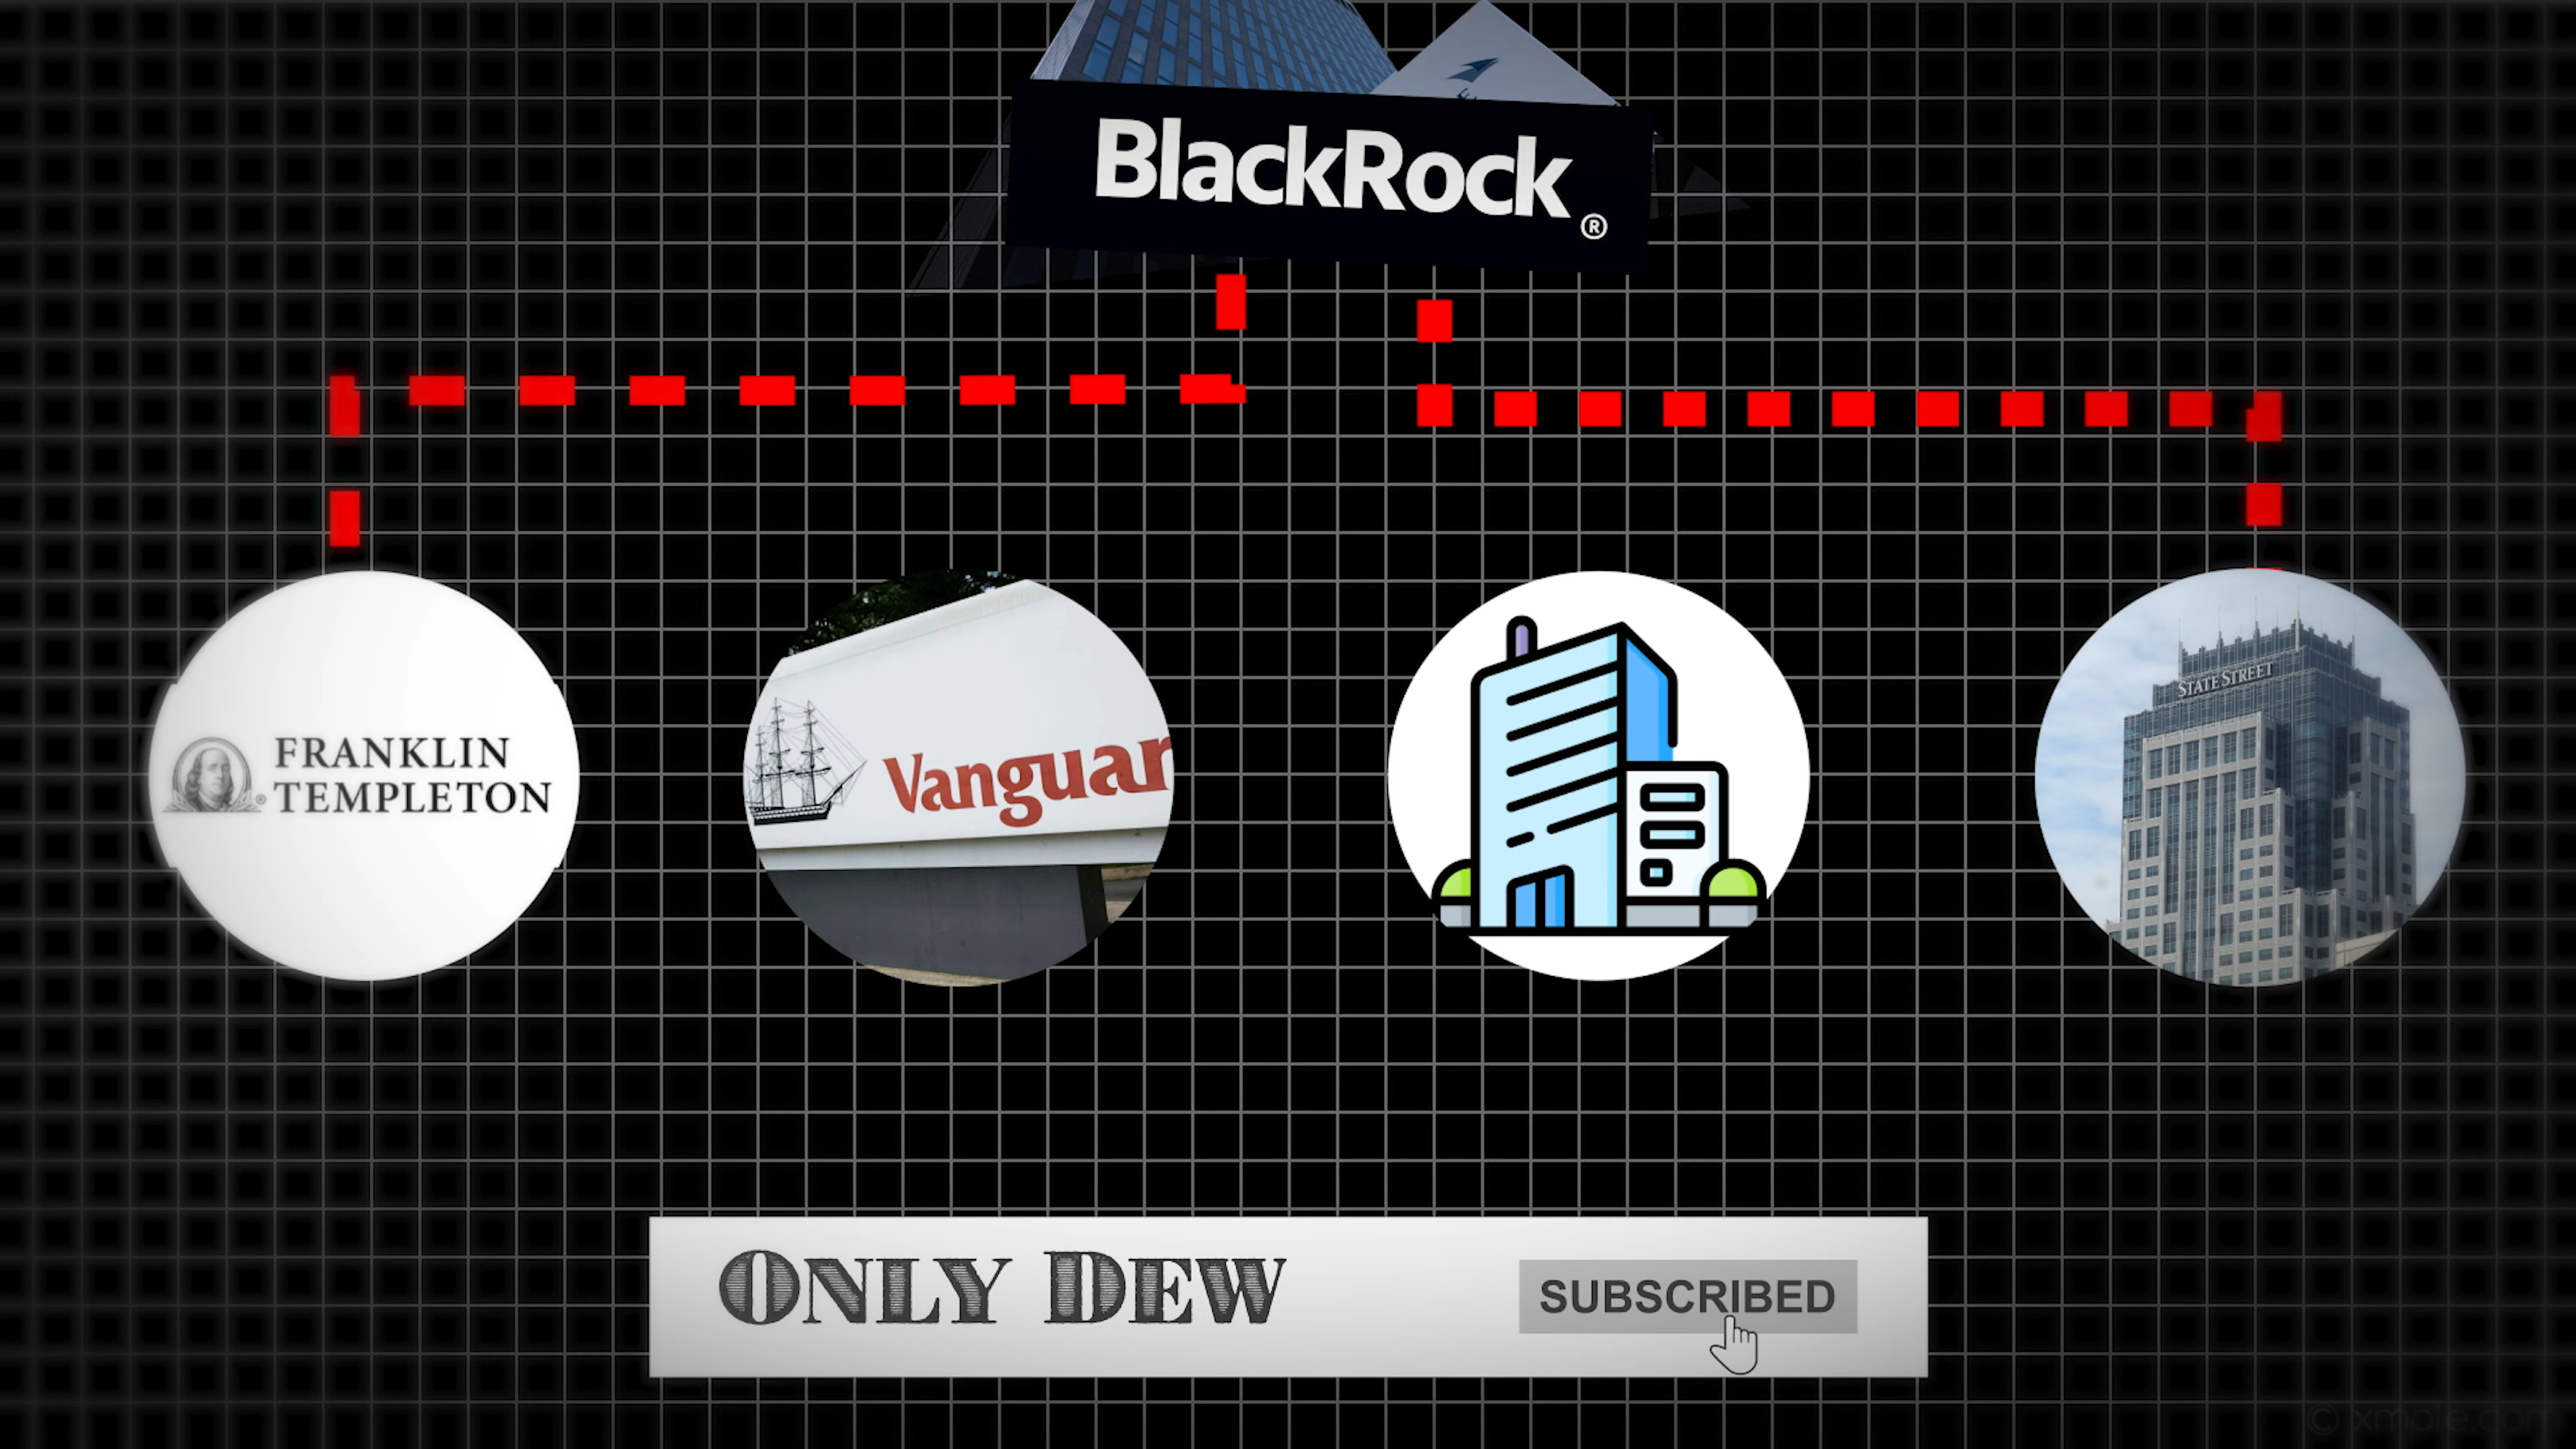 BlackRock®
FRANKLIN
TEMPLETON
Vanguar
STATE STREET
ONLY DEW
SUBSCRIBED